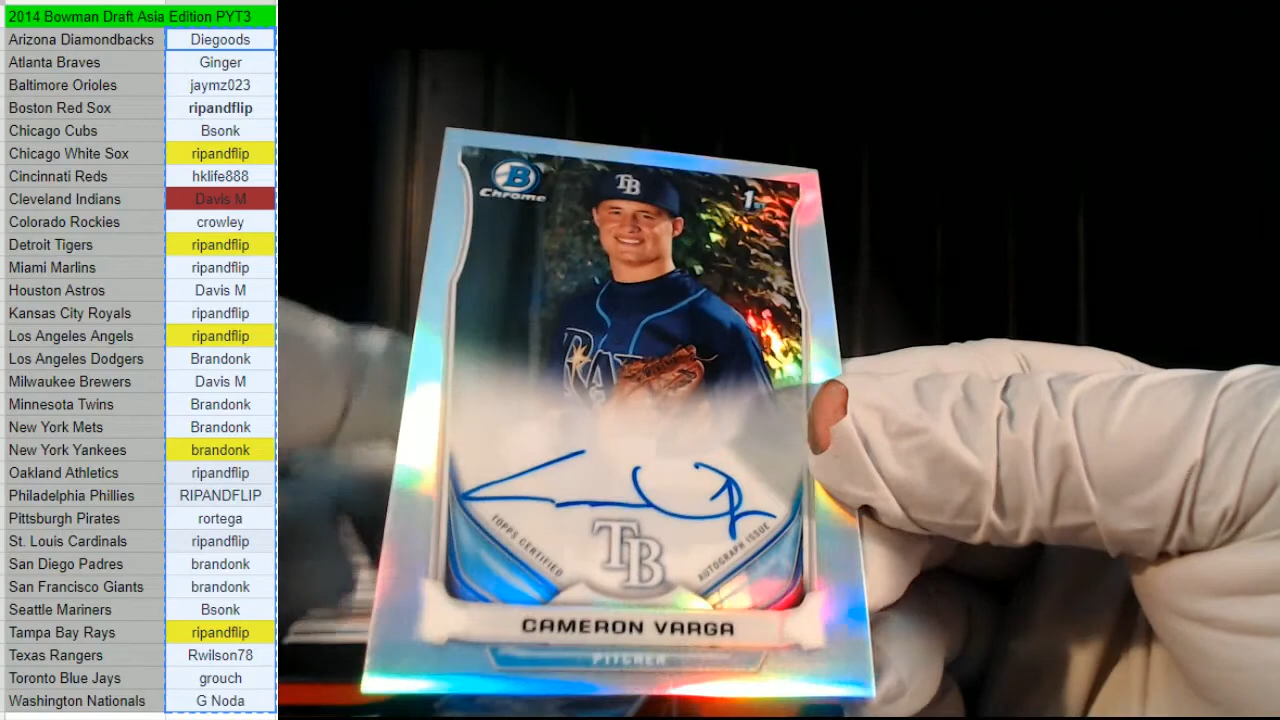 2014 Bowman Draft Asia Edition PYT3
Arizona Diamondbacks Diegoods
Atlanta Braves Ginger
Baltimore Orioles jaymz023
Boston Red Sox ripandflip
Chicago Cubs Bsonk
Chicago White Sox ripandflip
Cincinnati Reds hklife888
Cleveland Indians Davis M
Colorado Rockies crowley
Detroit Tigers ripandflip
Miami Marlins ripandflip
Houston Astros Davis M
Kansas City Royals ripandflip
Los Angeles Angels ripandflip
Los Angeles Dodgers Brandonk
Milwaukee Brewers Davis M
Minnesota Twins Brandonk
New York Mets Brandonk
New York Yankees brandonk
Oakland Athletics ripandflip
Philadelphia Phillies RIPANDFLIP
Pittsburgh Pirates rortega
St. Louis Cardinals ripandflip
San Diego Padres brandonk
San Francisco Giants brandonk
Seattle Mariners Bsonk
Tampa Bay Rays ripandflip
Texas Rangers Rwilson78
Toronto Blue Jays grouch
Washington Nationals G Noda
B
Chrome
TB
1st
RAYS
TOPPS CERTIFIED
AUTOGRAPH ISSUE
TB
CAMERON VARGA
PITCHER